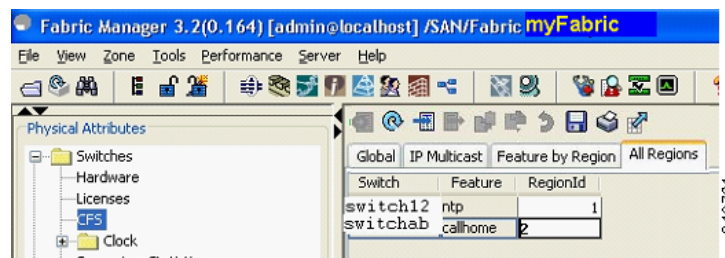 Fabric Manager 3.2(0.164) [admin@localhost] /SAN/Fabric myFabric
File View Zone Tools Performance Server Help
Physical Attributes
Switches
Hardware
Licenses
CFS
Clock
Global IP Multicast Feature by Region All Regions
Switch Feature RegionId
switch12 ntp 1
switchab callhome 2